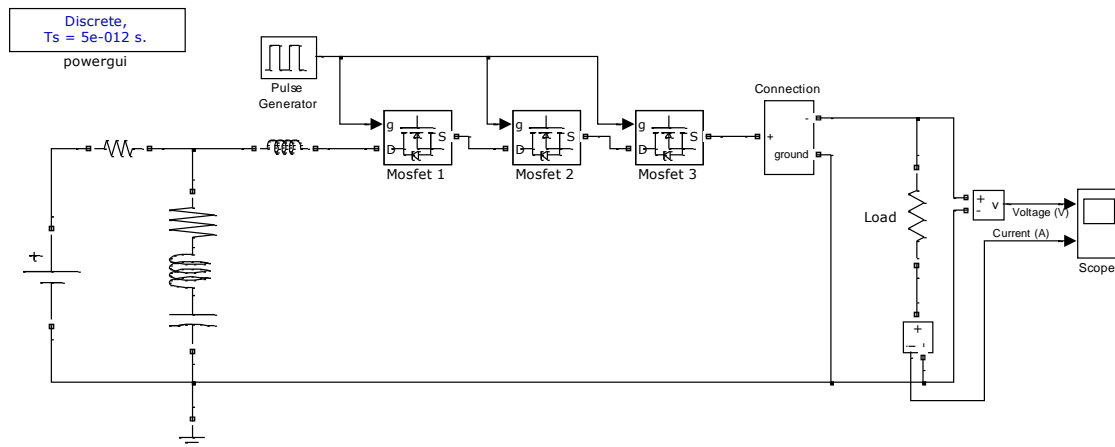 Discrete,
Ts = 5e-012 s.
powergui
Pulse
Generator
Connection
g
D
S
Mosfet 1
g
D
S
Mosfet 2
g
D
S
Mosfet 3
+
-
ground
Load
+
-
v
Voltage (V)
Current (A)
Scope
+
+
i
-